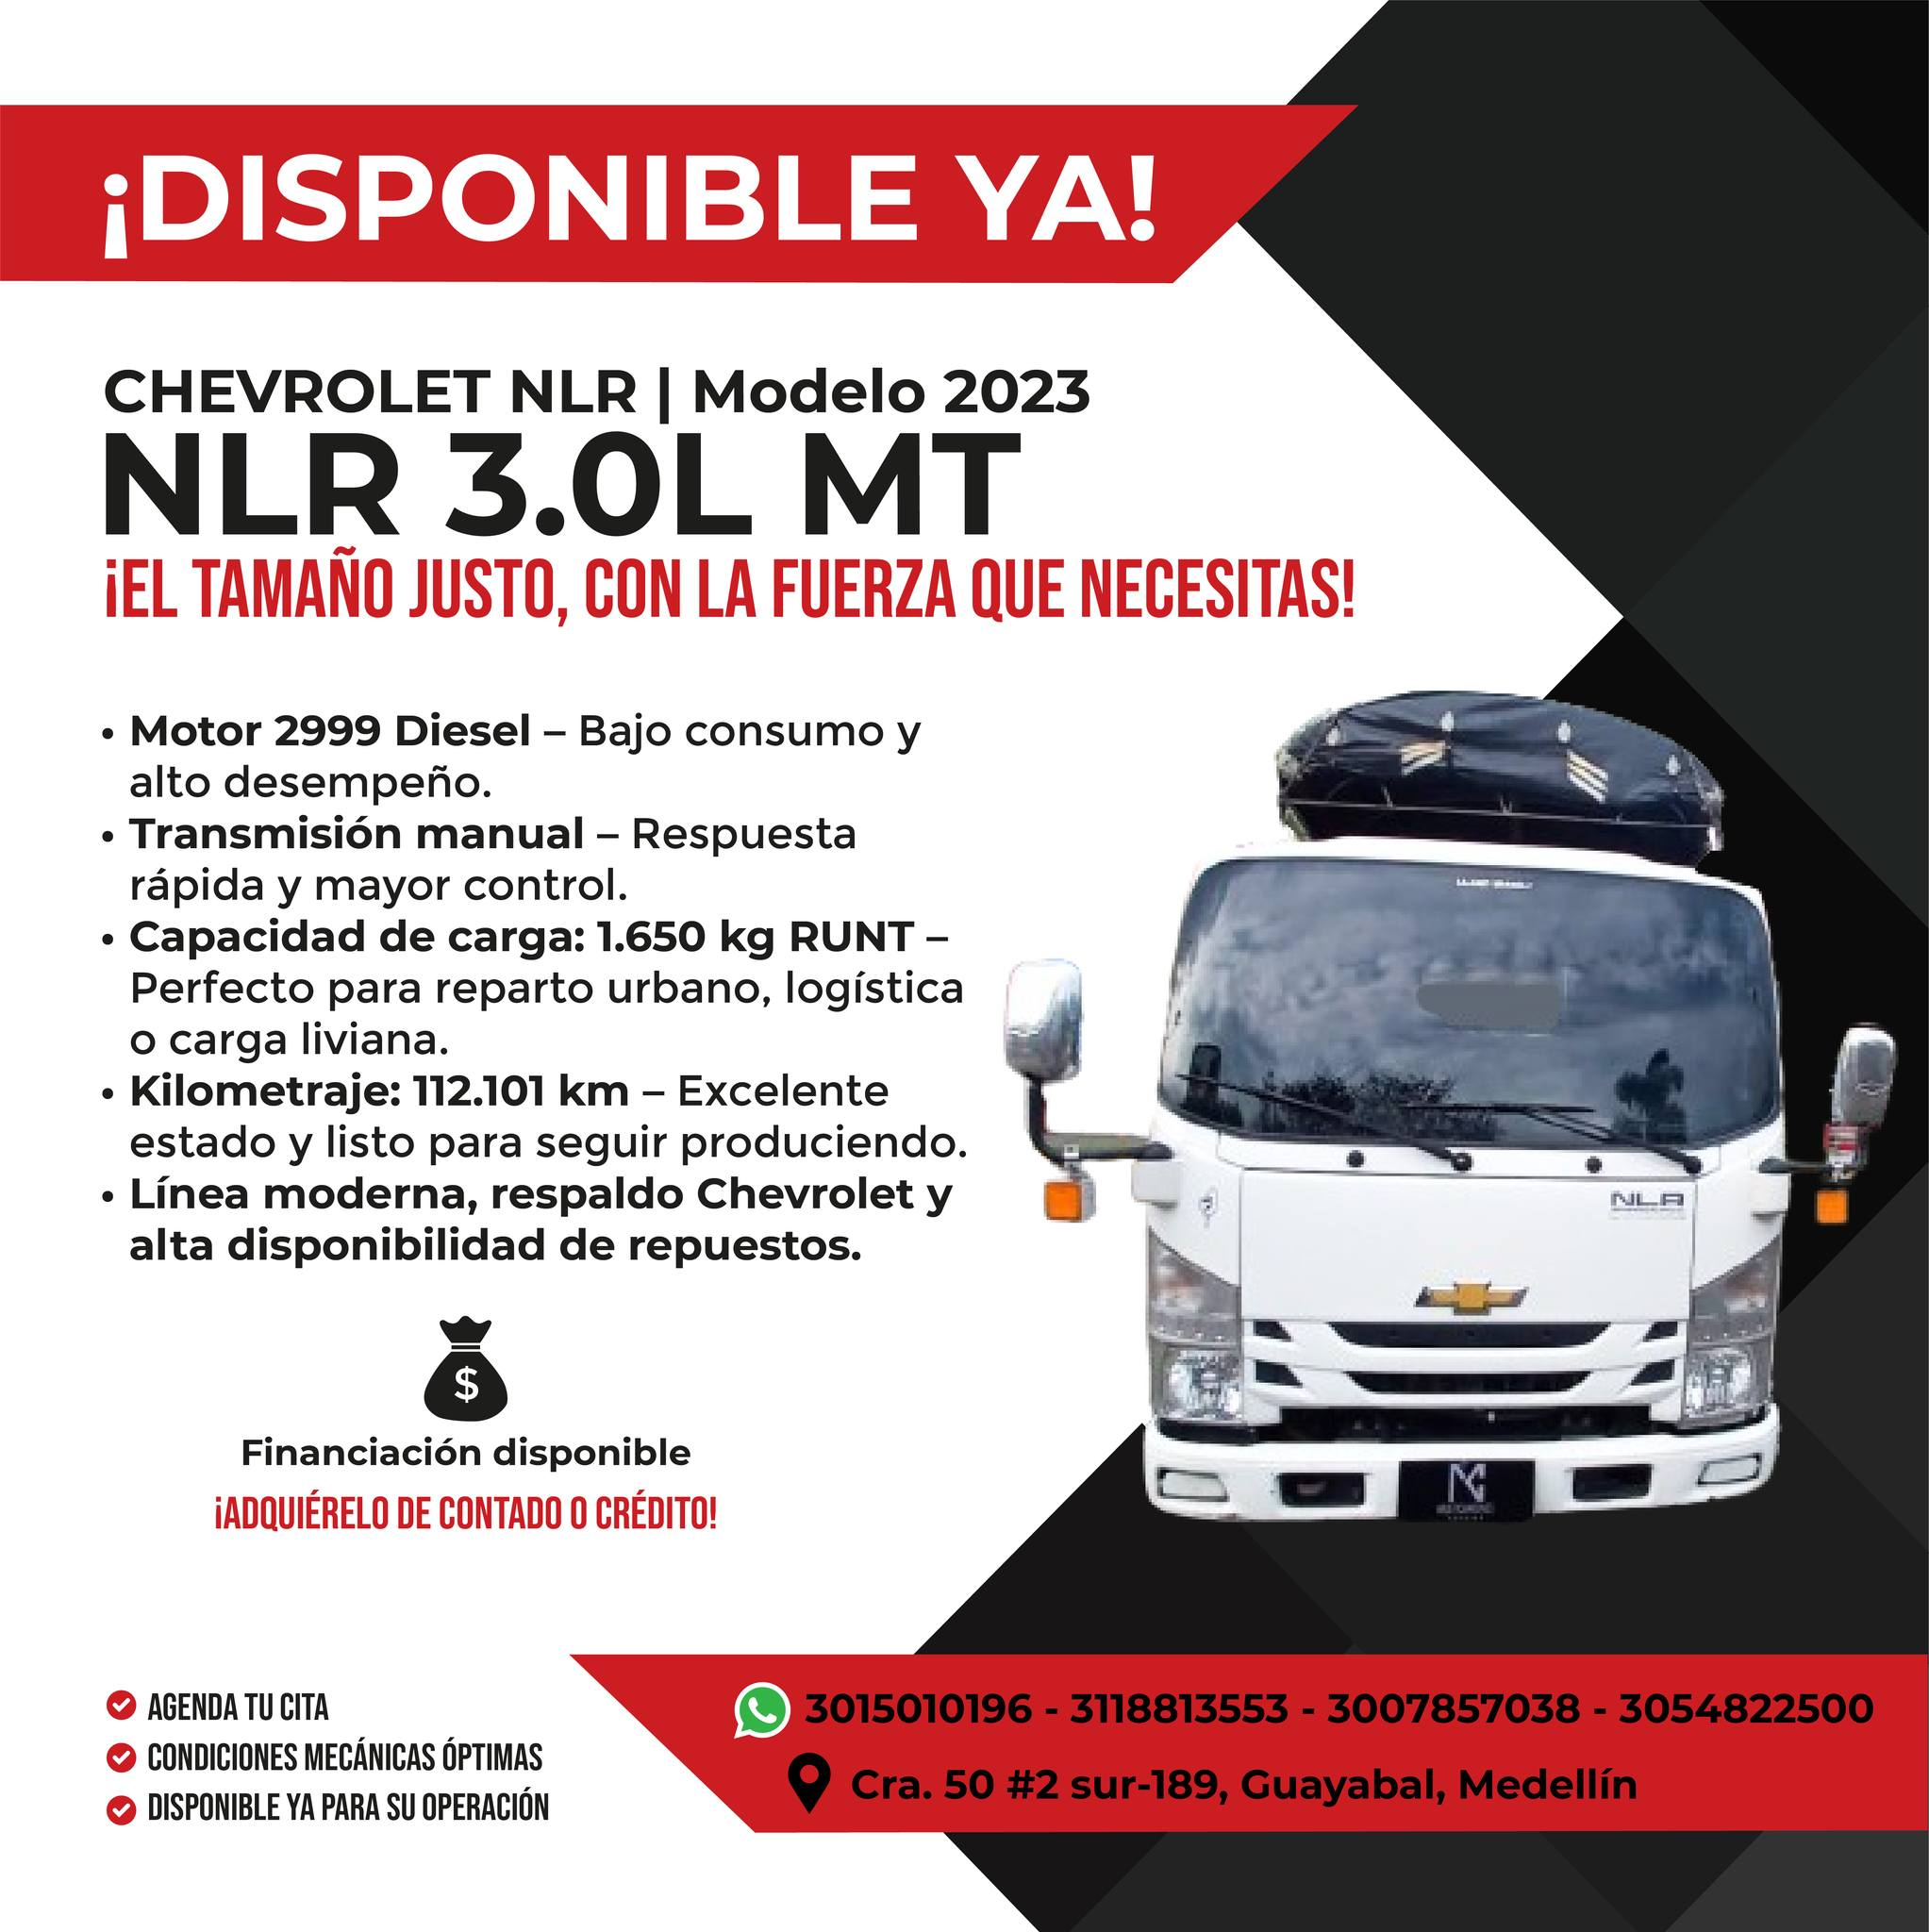 ¡DISPONIBLE YA!
CHEVROLET NLR | Modelo 2023
NLR 3.0L MT
¡EL TAMAÑO JUSTO, CON LA FUERZA QUE NECESITAS!
• Motor 2999 Diesel – Bajo consumo y
alto desempeño.
• Transmisión manual – Respuesta
rápida y mayor control.
• Capacidad de carga: 1.650 kg RUNT –
Perfecto para reparto urbano, logística
o carga liviana.
• Kilometraje: 112.101 km – Excelente
estado y listo para seguir produciendo.
• Línea moderna, respaldo Chevrolet y
alta disponibilidad de repuestos.
NLR
$
Financiación disponible
¡ADQUIÉRELO DE CONTADO O CRÉDITO!
AGENDA TU CITA
CONDICIONES MECÁNICAS ÓPTIMAS
DISPONIBLE YA PARA SU OPERACIÓN
3015010196 - 3118813553 - 3007857038 - 3054822500
Cra. 50 #2 sur-189, Guayabal, Medellín